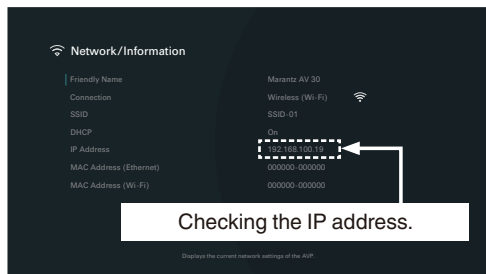 Network/Information
Friendly Name Marantz AV 30
Connection Wireless (Wi-Fi)
SSID SSID-01
DHCP On
IP Address 192.168.100.19
MAC Address (Ethernet) 000000-000000
MAC Address (Wi-Fi) 000000-000000
Checking the IP address.
Displays the current network settings of the AVP